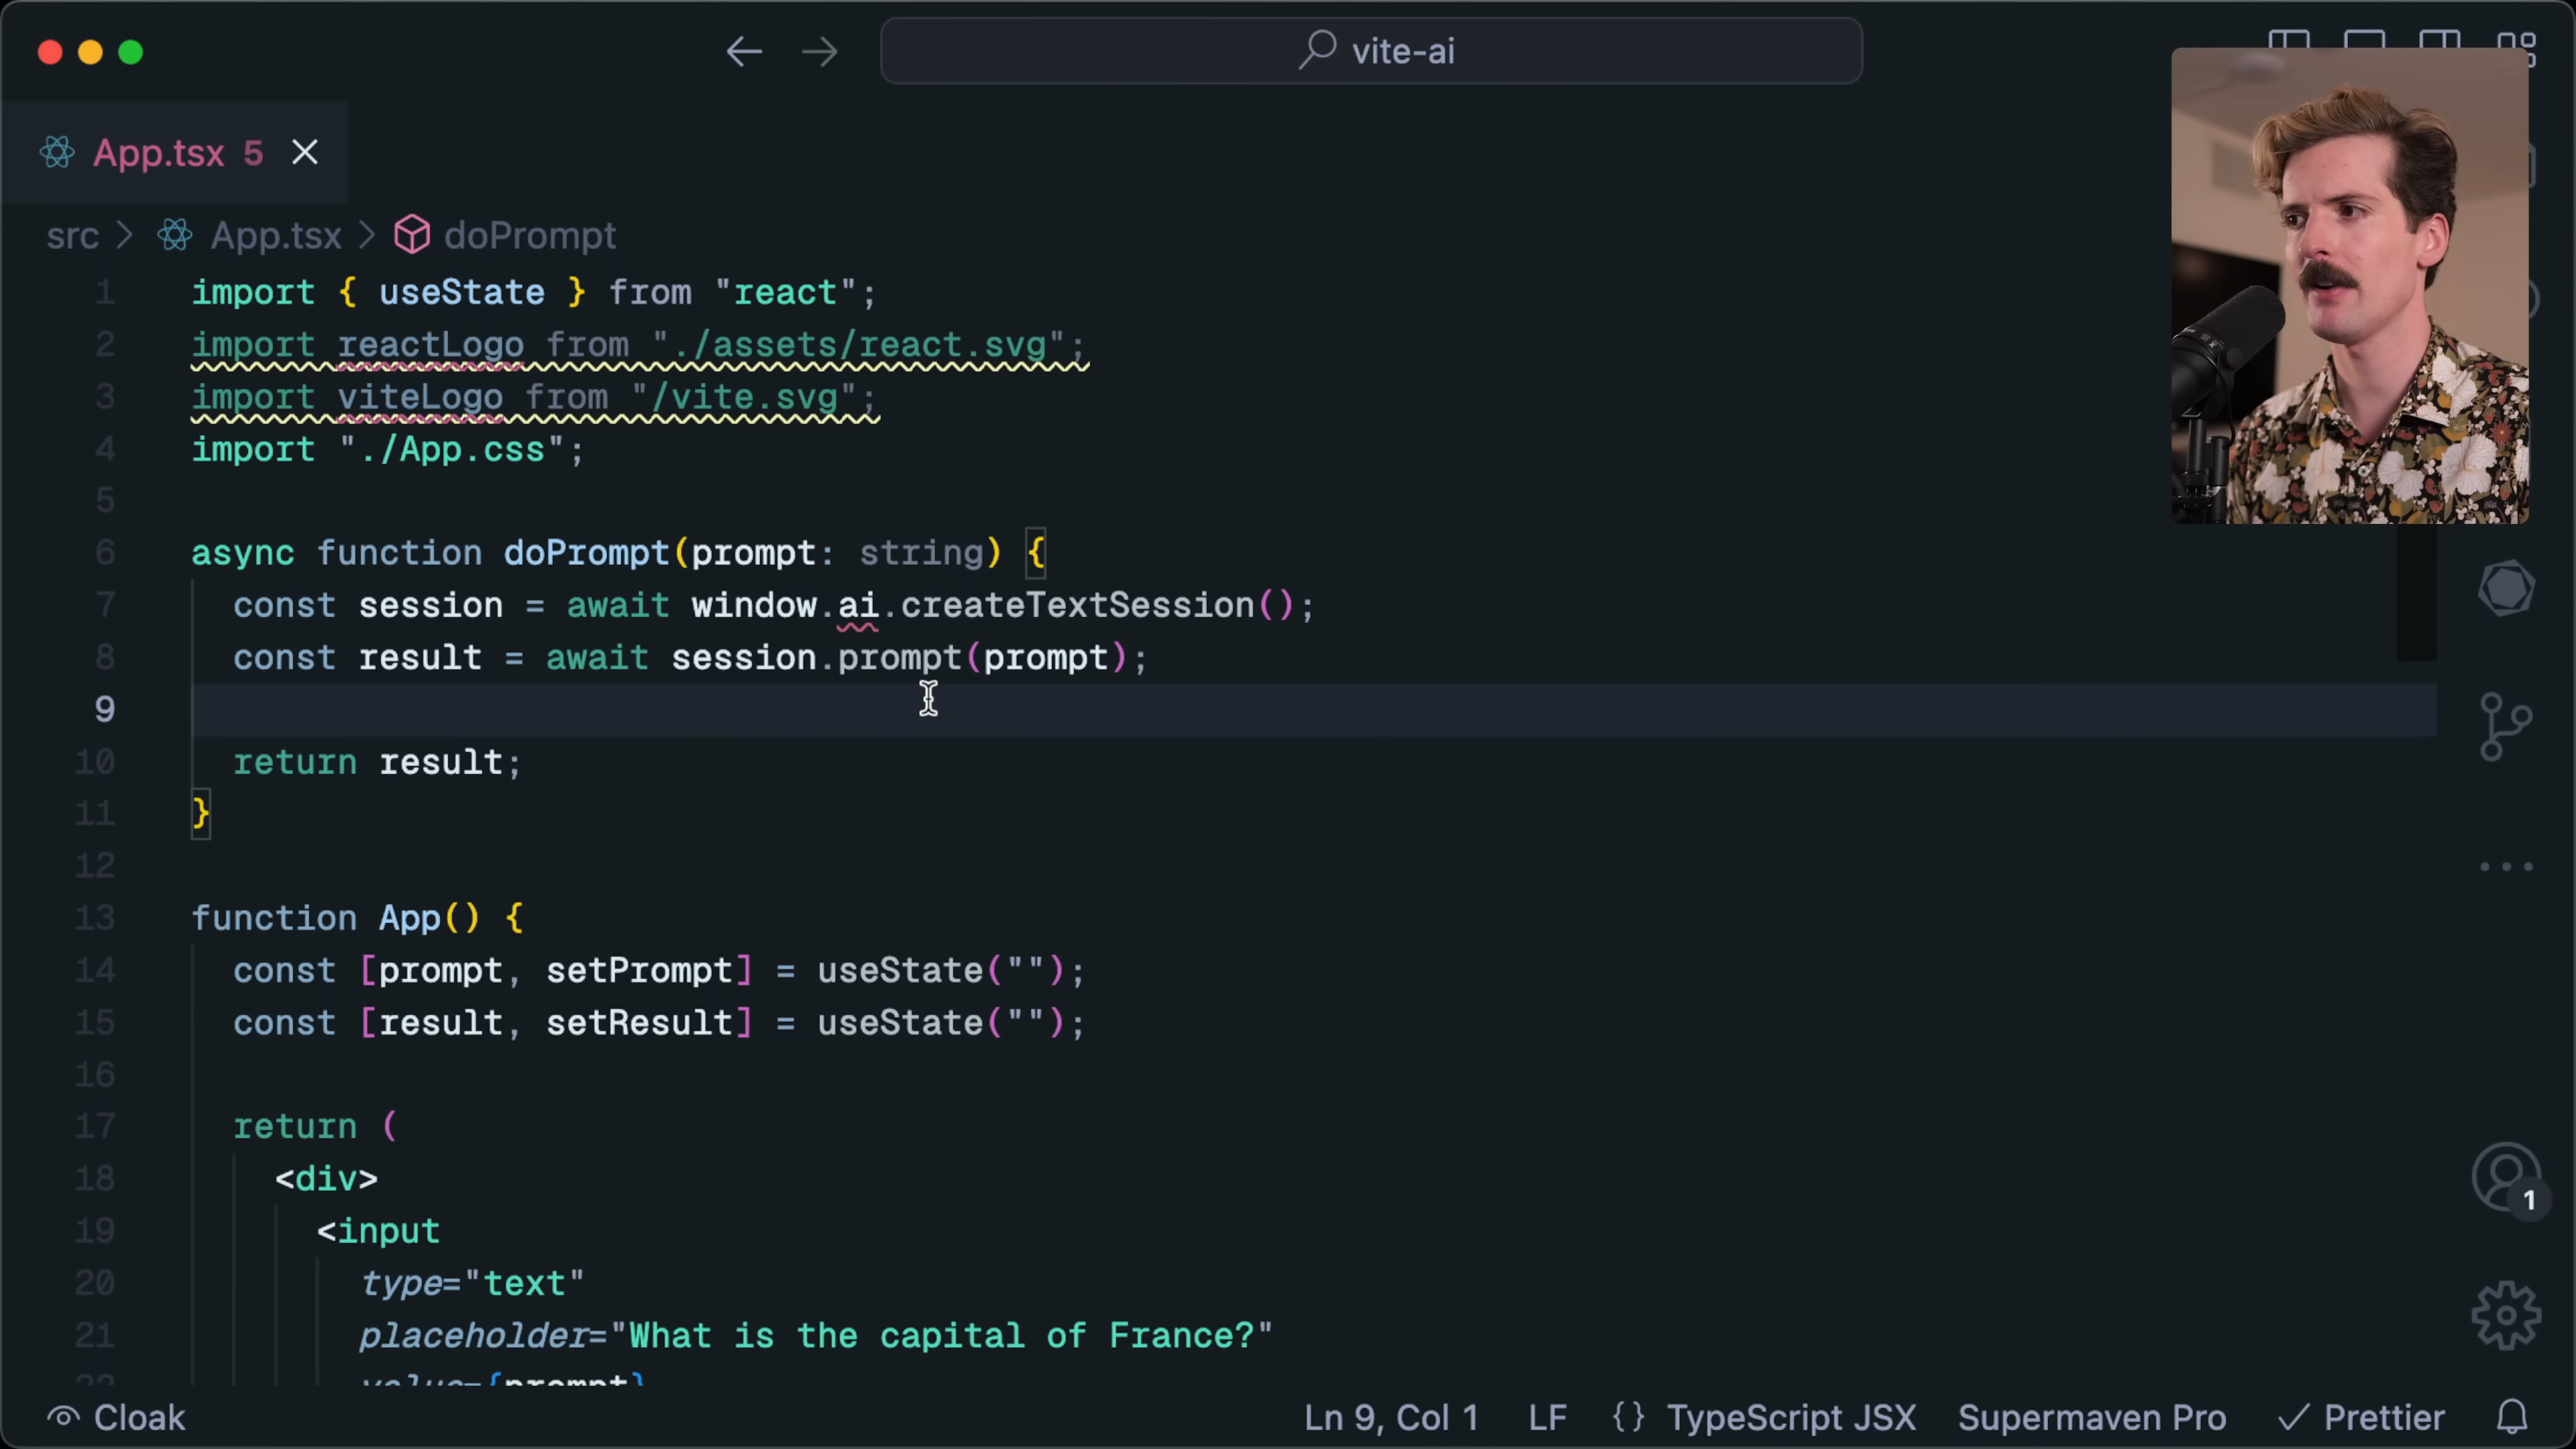 vite-ai
App.tsx 5
src > App.tsx > doPrompt
1 import { useState } from "react";
2 import reactLogo from "./assets/react.svg";
3 import viteLogo from "/vite.svg";
4 import "./App.css";
5
6 async function doPrompt(prompt: string) {
7 const session = await window.ai.createTextSession();
8 const result = await session.prompt(prompt);
9
10 return result;
11 }
12
13 function App() {
14 const [prompt, setPrompt] = useState("");
15 const [result, setResult] = useState("");
16
17 return (
18 <div>
19 <input
20 type="text"
21 placeholder="What is the capital of France?"
22 value={prompt}
1
Cloak Ln 9, Col 1 LF {} TypeScript JSX Supermaven Pro Prettier